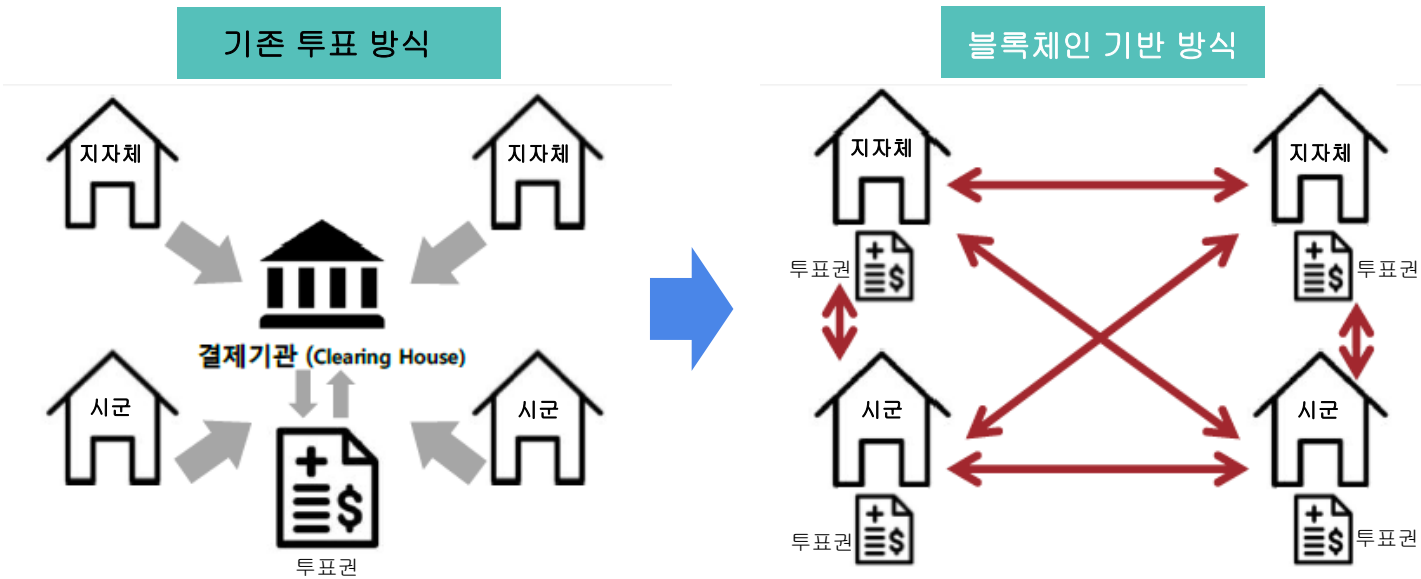 기존 투표 방식
지자체
지자체
결제기관 (Clearing House)
시군
시군
투표권
블록체인 기반 방식
지자체
지자체
투표권
투표권
시군
시군
투표권
투표권